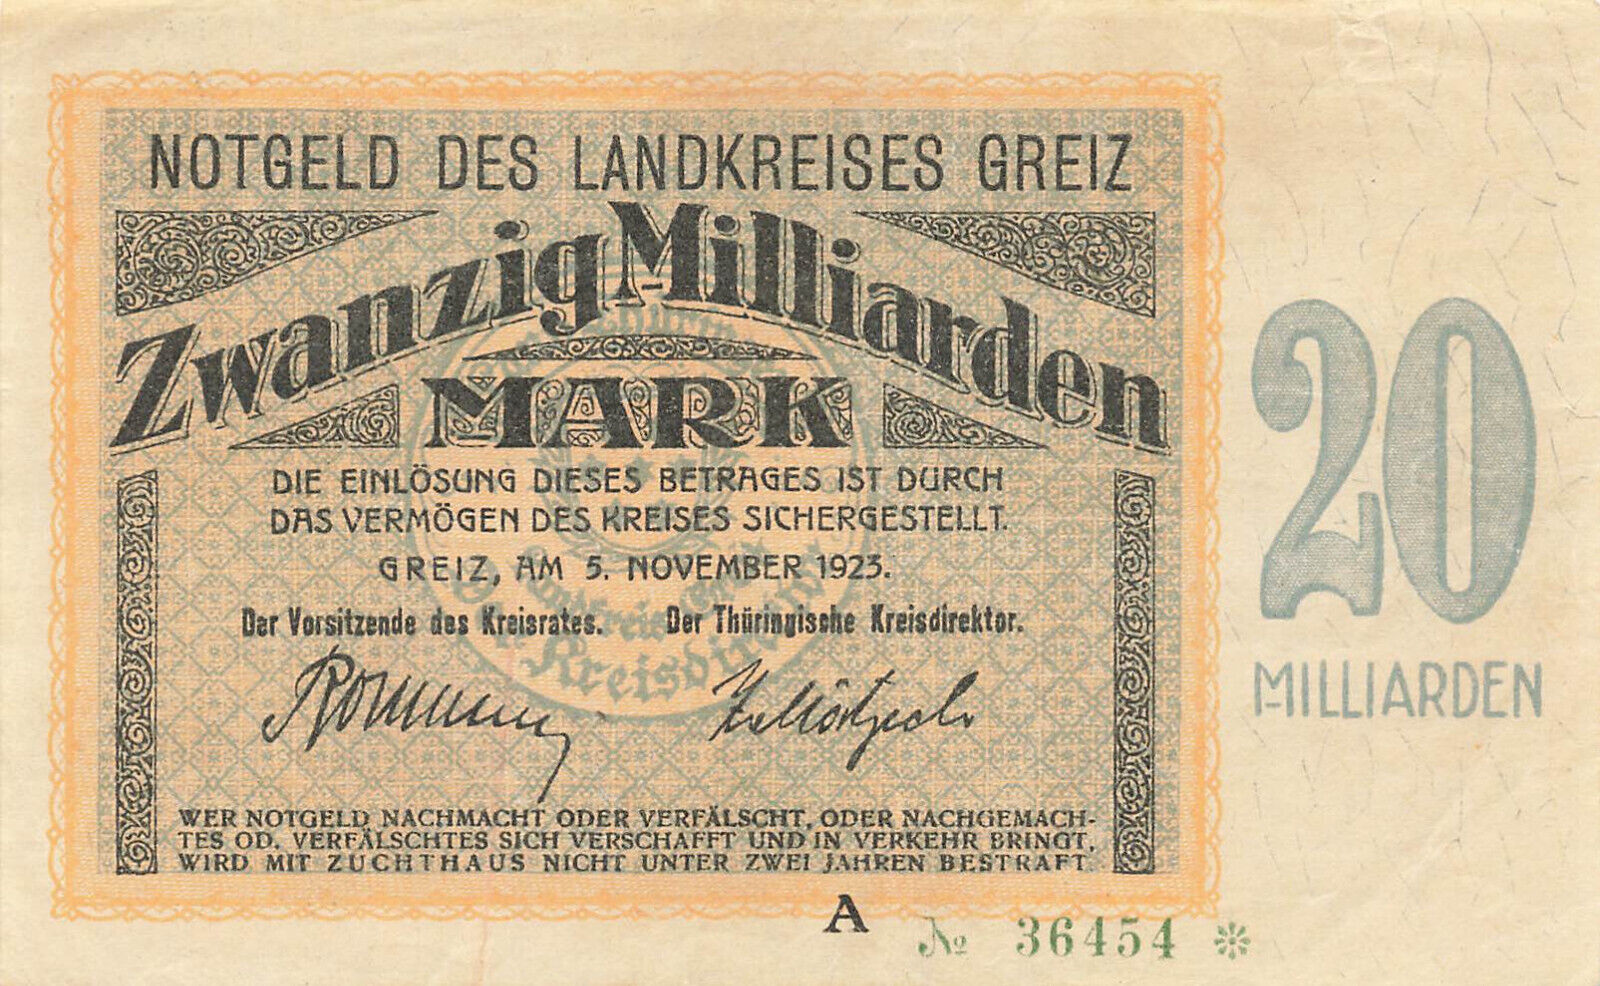 NOTGELD DES LANDKREISES GREIZ
Zwanzig Milliarden
MARK
DIE EINLÖSUNG DIESES BETRAGES IST DURCH
DAS VERMÖGEN DES KREISES SICHERGESTELLT.
GREIZ, AM 5. NOVEMBER 1923.
Der Vorsitzende des Kreisrates. Der Thüringische Kreisdirektor.
WER NOTGELD NACHMACHT ODER VERFÄLSCHT, ODER NACHGEMACH-
TES OD. VERFÄLSCHTES SICH VERSCHAFFT UND IN VERKEHR BRINGT,
WIRD MIT ZUCHTHAUS NICHT UNTER ZWEI JAHREN BESTRAFT.
A № 36454 *
20
MILLIARDEN